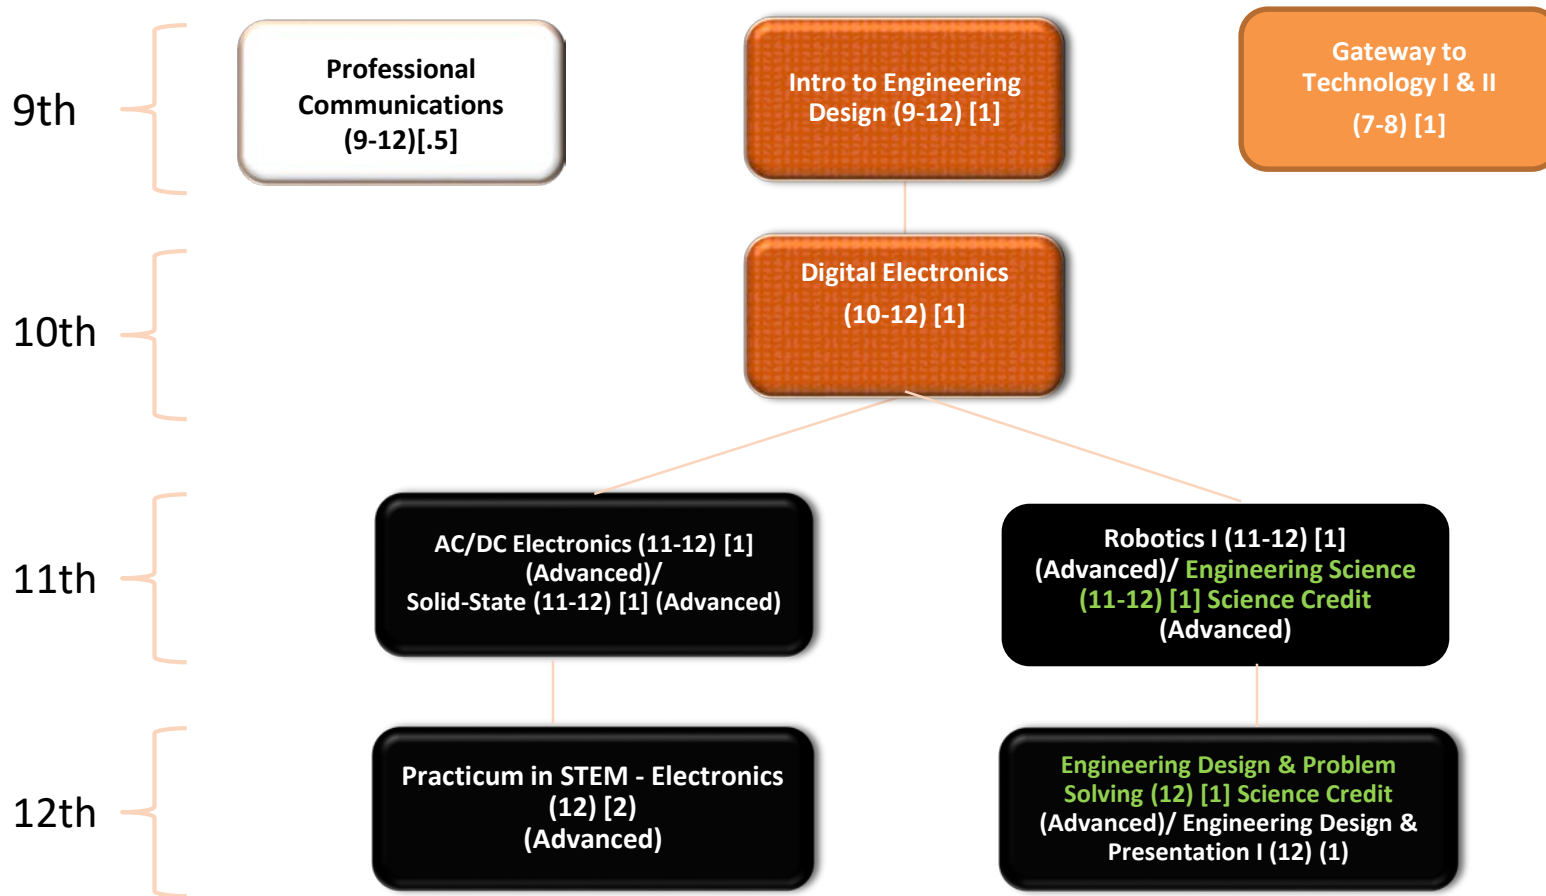 9th
Professional
Communications
(9-12)[.5]
Intro to Engineering
Design (9-12) [1]
Gateway to
Technology I & II
(7-8) [1]
10th
Digital Electronics
(10-12) [1]
11th
AC/DC Electronics (11-12) [1]
(Advanced)/
Solid-State (11-12) [1] (Advanced)
Robotics I (11-12) [1]
(Advanced)/ Engineering Science
(11-12) [1] Science Credit
(Advanced)
12th
Practicum in STEM - Electronics
(12) [2]
(Advanced)
Engineering Design & Problem
Solving (12) [1] Science Credit
(Advanced)/ Engineering Design &
Presentation I (12) (1)